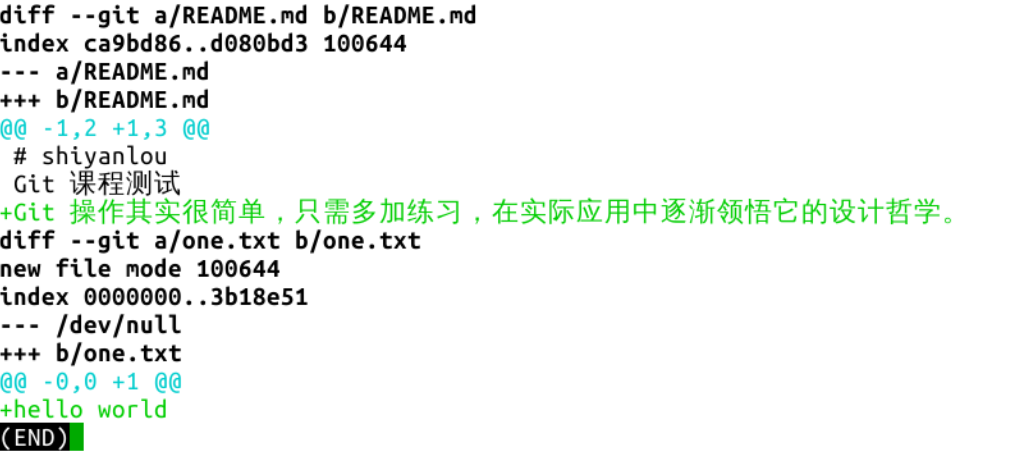 diff --git a/README.md b/README.md
index ca9bd86..d080bd3 100644
--- a/README.md
+++ b/README.md
@@ -1,2 +1,3 @@
 # shiyanlou
 Git 课程测试
+Git 操作其实很简单，只需多加练习，在实际应用中逐渐领悟它的设计哲学。
diff --git a/one.txt b/one.txt
new file mode 100644
index 0000000..3b18e51
--- /dev/null
+++ b/one.txt
@@ -0,0 +1 @@
+hello world
(END)